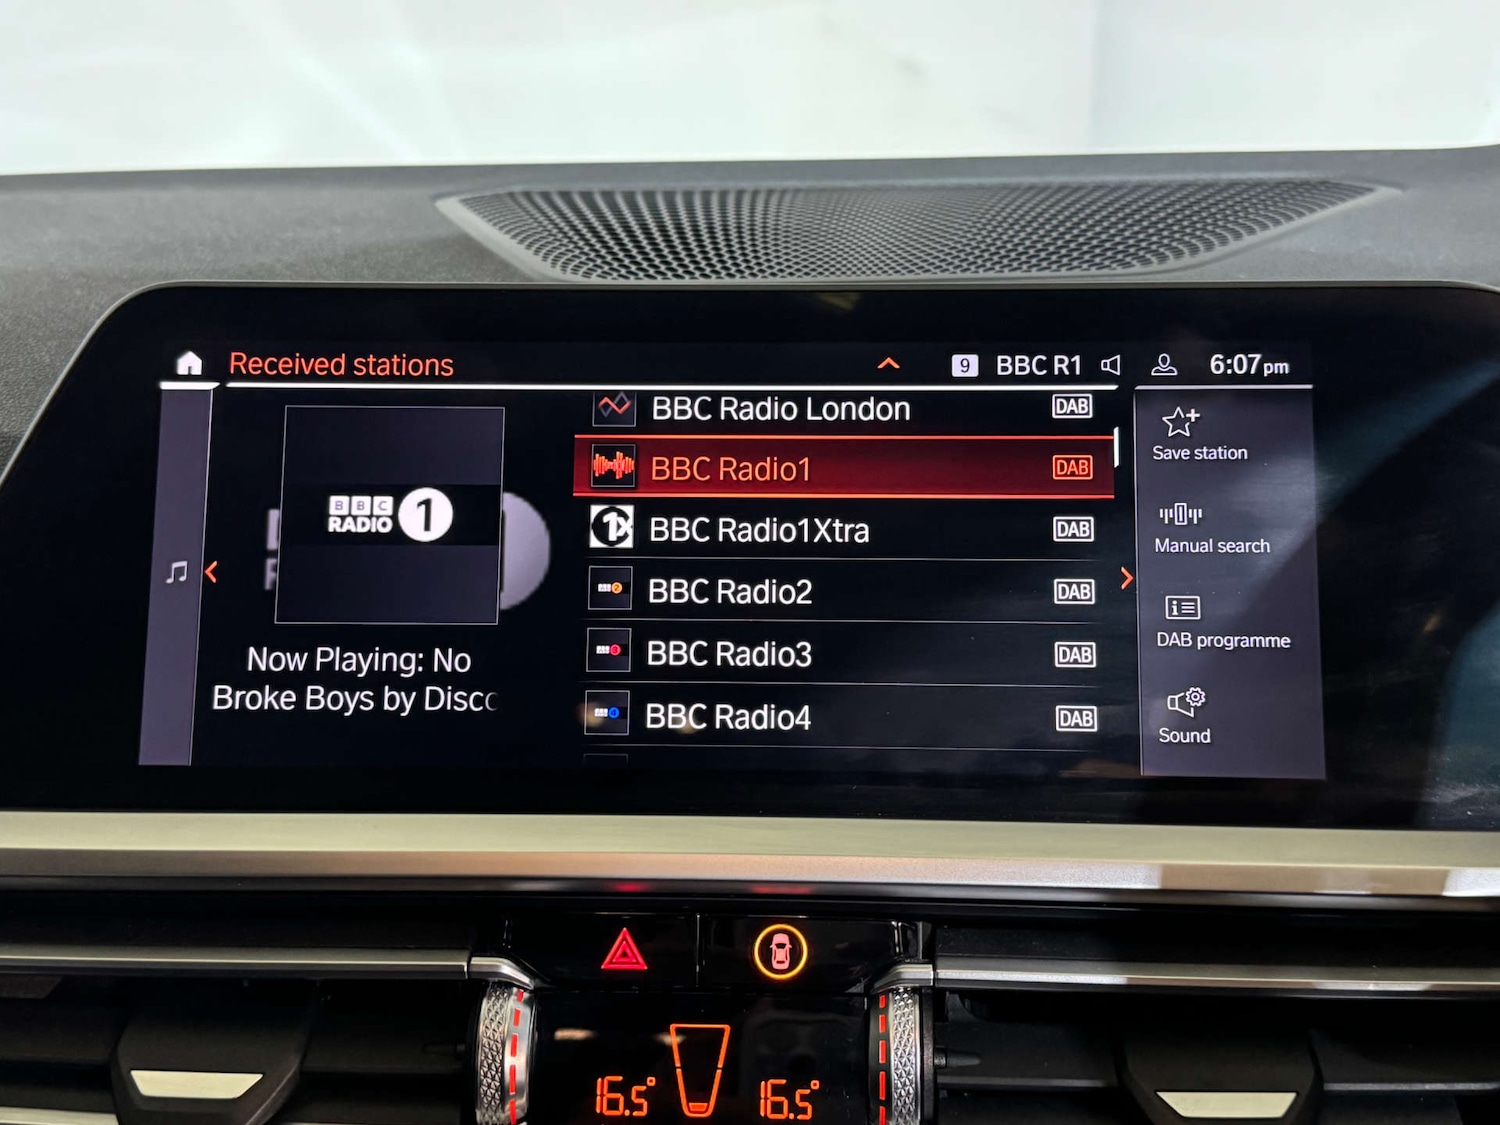 Received stations
9 BBC R1
6:07pm
BBC Radio London DAB
BBC Radio1 DAB
BBC Radio1Xtra DAB
BBC Radio2 DAB
BBC Radio3 DAB
BBC Radio4 DAB
BBC
RADIO 1
Now Playing: No
Broke Boys by Disc
Save station
Manual search
DAB programme
Sound
16.5°
16.5°